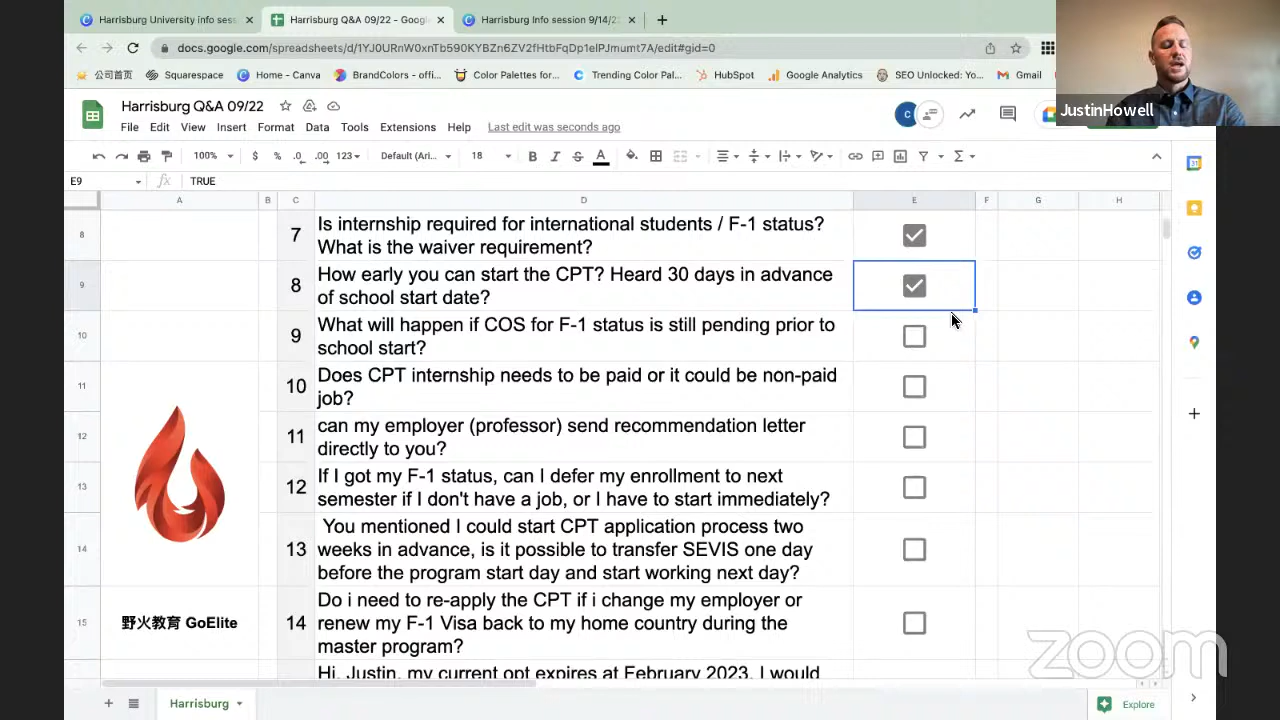 Harrisburg University info sess
Harrisburg Q&A 09/22 - Google
Harrisburg Info session 9/14/2
docs.google.com/spreadsheets/d/1YJ0URnW0xnTb590KYBZn6ZV2fHtbFqDp1eIPJmumt7A/edit#gid=0
公司首页
Squarespace
Home - Canva
BrandColors - offi...
Color Palettes for...
Trending Color Pal...
HubSpot
Google Analytics
SEO Unlocked: Yo...
Gmail
JustinHowell
Harrisburg Q&A 09/22
File Edit View Insert Format Data Tools Extensions Help Last edit was seconds ago
C
100% $ % .0 .00 123 Default (Ari... 18 B I S A
E9 fx TRUE
A B C D E F G H
8 7 Is internship required for international students / F-1 status?
What is the waiver requirement?
9 8 How early you can start the CPT? Heard 30 days in advance
of school start date?
10 9 What will happen if COS for F-1 status is still pending prior to
school start?
11 10 Does CPT internship needs to be paid or it could be non-paid
job?
12 11 can my employer (professor) send recommendation letter
directly to you?
13 12 If I got my F-1 status, can I defer my enrollment to next
semester if I don't have a job, or I have to start immediately?
14 13 You mentioned I could start CPT application process two
weeks in advance, is it possible to transfer SEVIS one day
before the program start day and start working next day?
15 14 Do i need to re-apply the CPT if i change my employer or
renew my F-1 Visa back to my home country during the
master program?
野火教育 GoElite
Hi, Justin, my current opt expires at February 2023, I would
zoom
Harrisburg
Explore